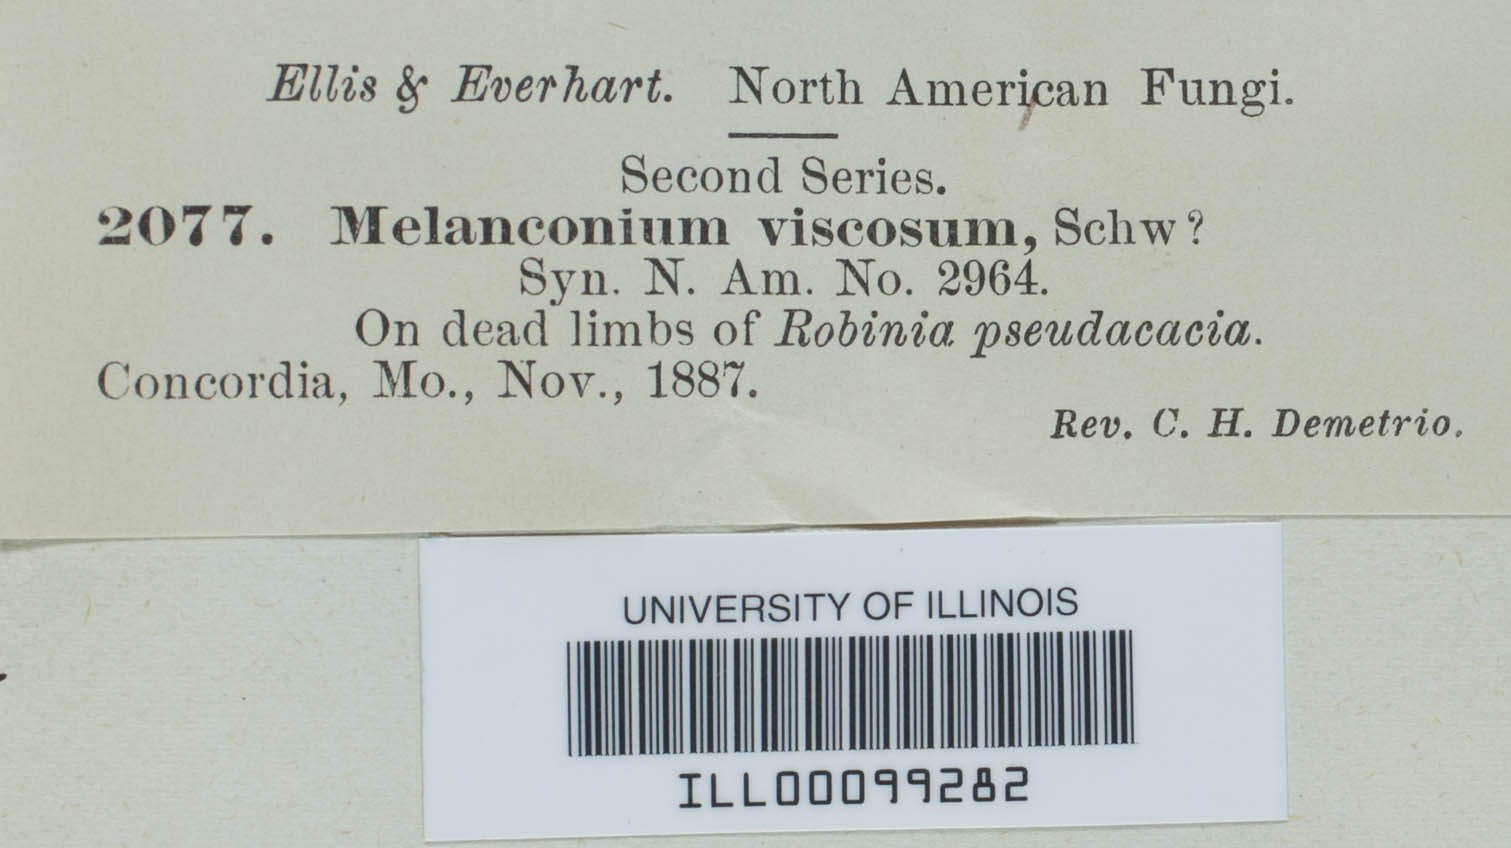 Ellis & Everhart. North American Fungi.
Second Series.
2077. Melanconium viscosum, Schw?
Syn. N. Am. No. 2964.
On dead limbs of Robinia pseudacacia.
Concordia, Mo., Nov., 1887.
Rev. C. H. Demetrio.
UNIVERSITY OF ILLINOIS
ILL00099282